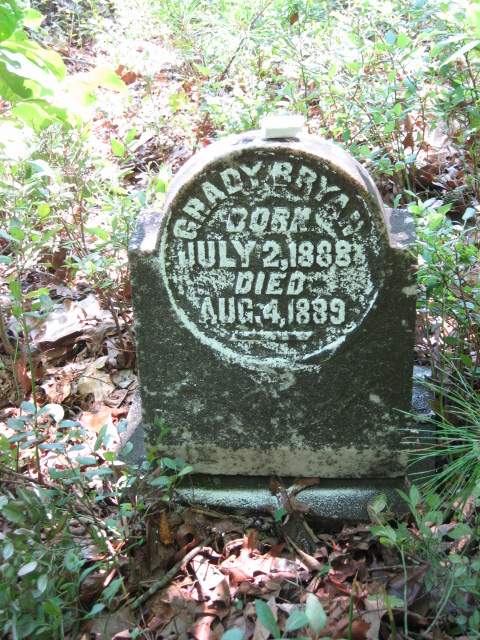 GRADY BRYAN
BORN
JULY 2, 1888
DIED
AUG. 4, 1889